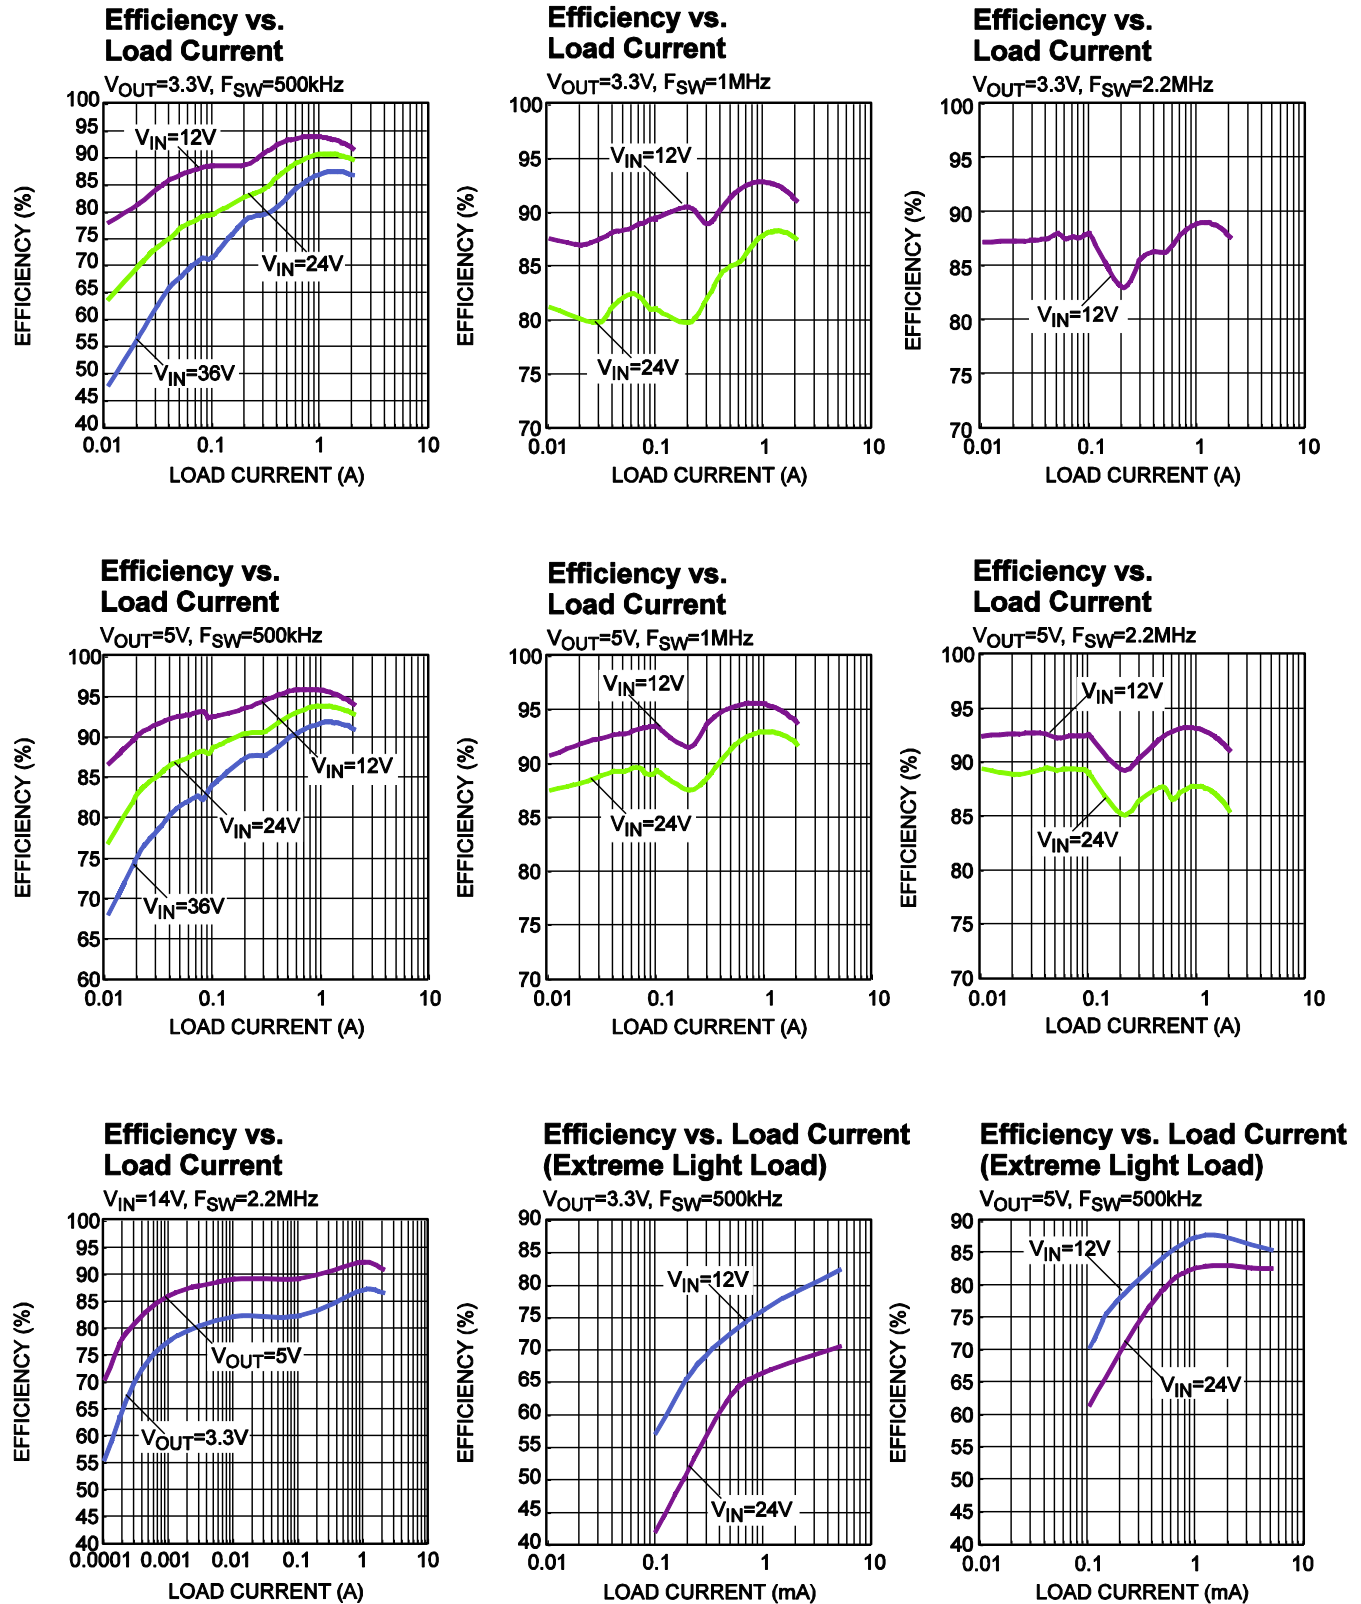 Efficiency vs.
Load Current
VOUT=3.3V, FSW=500kHz
100
95
90
85
80
75
70
65
60
55
50
45
40
EFFICIENCY (%)
VIN=12V
VIN=24V
VIN=36V
0.01 0.1 1 10
LOAD CURRENT (A)
Efficiency vs.
Load Current
VOUT=3.3V, FSW=1MHz
100
95
90
85
80
75
70
EFFICIENCY (%)
VIN=12V
VIN=24V
0.01 0.1 1 10
LOAD CURRENT (A)
Efficiency vs.
Load Current
VOUT=3.3V, FSW=2.2MHz
100
95
90
85
80
75
70
EFFICIENCY (%)
VIN=12V
0.01 0.1 1 10
LOAD CURRENT (A)
Efficiency vs.
Load Current
VOUT=5V, FSW=500kHz
100
95
90
85
80
75
70
65
60
EFFICIENCY (%)
VIN=12V
VIN=24V
VIN=36V
0.01 0.1 1 10
LOAD CURRENT (A)
Efficiency vs.
Load Current
VOUT=5V, FSW=1MHz
100
95
90
85
80
75
70
EFFICIENCY (%)
VIN=12V
VIN=24V
0.01 0.1 1 10
LOAD CURRENT (A)
Efficiency vs.
Load Current
VOUT=5V, FSW=2.2MHz
100
95
90
85
80
75
70
EFFICIENCY (%)
VIN=12V
VIN=24V
0.01 0.1 1 10
LOAD CURRENT (A)
Efficiency vs.
Load Current
VIN=14V, FSW=2.2MHz
100
95
90
85
80
75
70
65
60
55
50
45
40
EFFICIENCY (%)
VOUT=5V
VOUT=3.3V
0.0001 0.001 0.01 0.1 1 10
LOAD CURRENT (A)
Efficiency vs. Load Current
(Extreme Light Load)
VOUT=3.3V, FSW=500kHz
90
85
80
75
70
65
60
55
50
45
40
EFFICIENCY (%)
VIN=12V
VIN=24V
0.01 0.1 1 10
LOAD CURRENT (mA)
Efficiency vs. Load Current
(Extreme Light Load)
VOUT=5V, FSW=500kHz
90
85
80
75
70
65
60
55
50
45
40
EFFICIENCY (%)
VIN=12V
VIN=24V
0.01 0.1 1 10
LOAD CURRENT (mA)